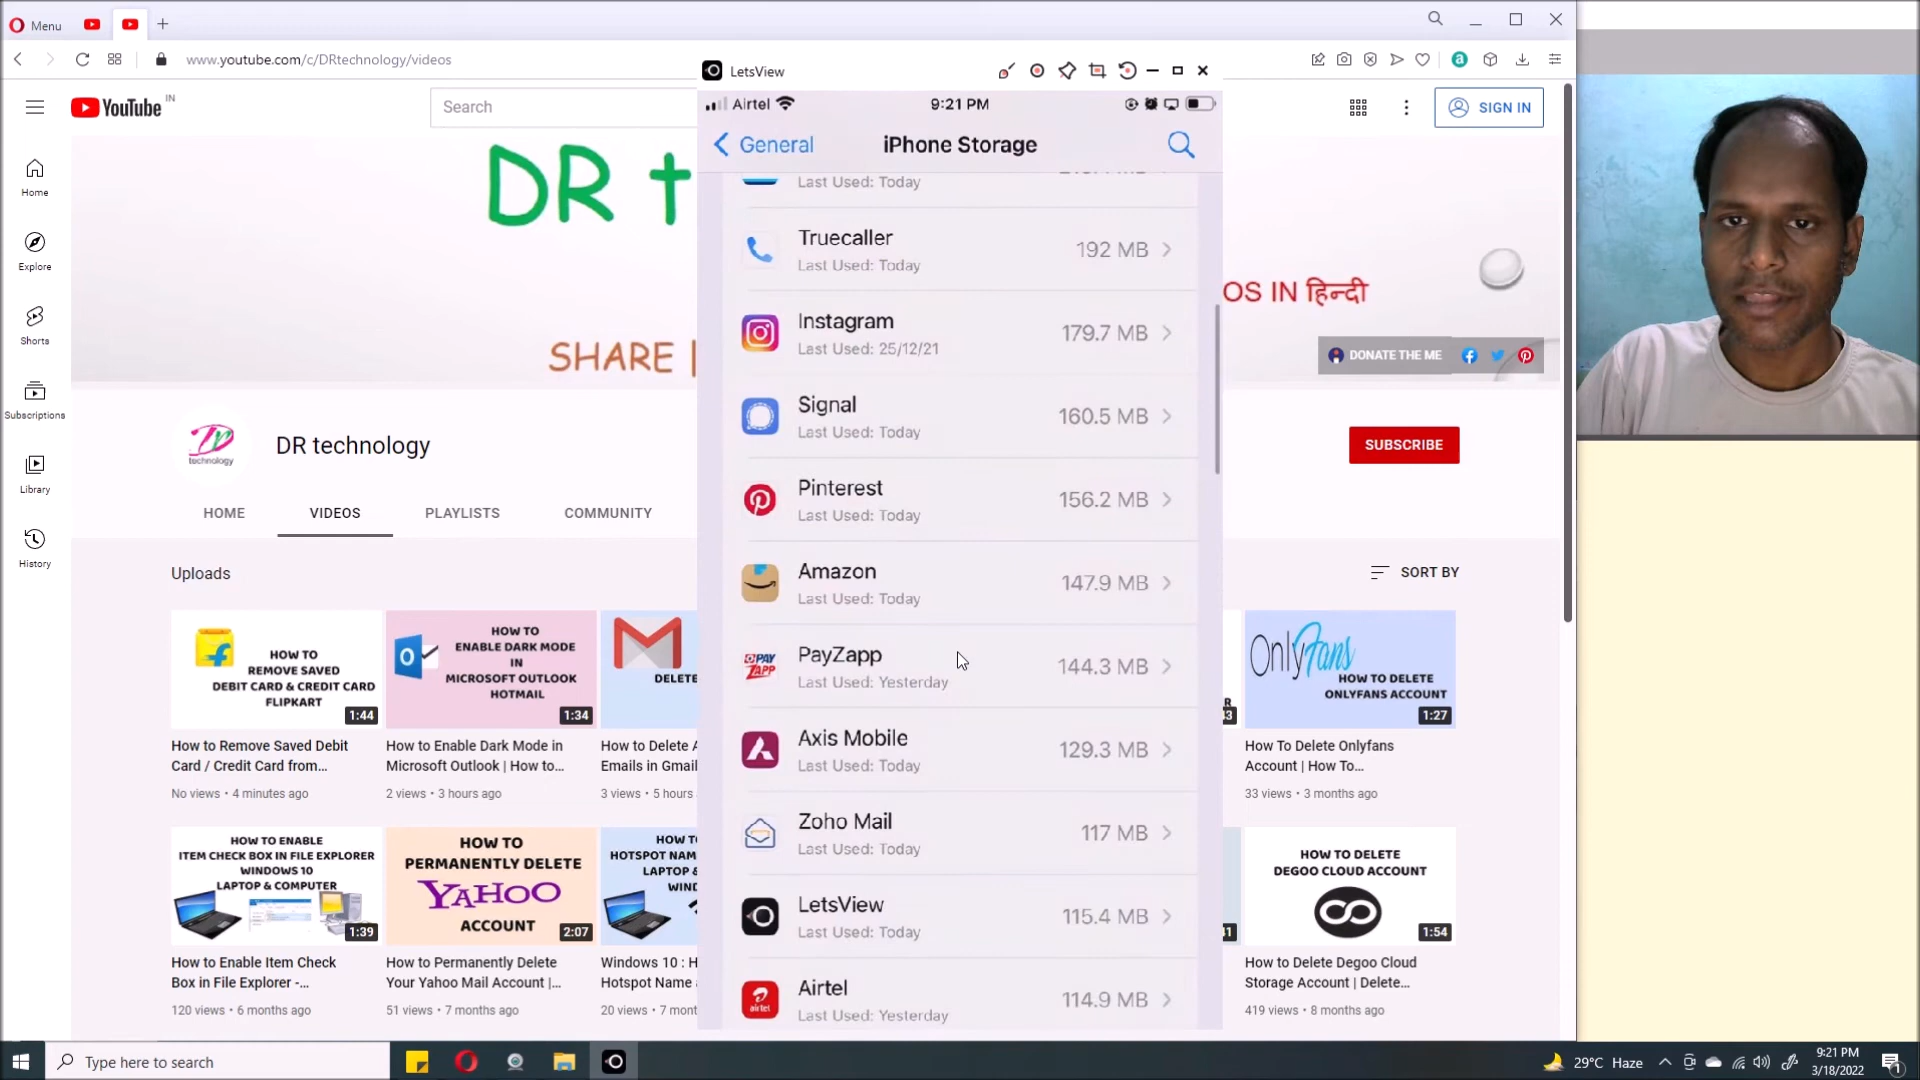 Menu
www.youtube.com/c/DRtechnology/videos
YouTube IN
Search
SIGN IN
Home
Explore
Shorts
Subscriptions
Library
History
DR t
SHARE |
OS IN हिन्दी
DONATE THE ME
DR technology
DR technology
SUBSCRIBE
HOME
VIDEOS
PLAYLISTS
COMMUNITY
Uploads
SORT BY
HOW TO
REMOVE SAVED
DEBIT CARD & CREDIT CARD
FLIPKART
1:44
How to Remove Saved Debit
Card / Credit Card from...
No views • 4 minutes ago
HOW TO
ENABLE DARK MODE
IN
MICROSOFT OUTLOOK
HOTMAIL
1:34
How to Enable Dark Mode in
Microsoft Outlook | How to...
2 views • 3 hours ago
DELETE
How to Delete A
Emails in Gmail
3 views • 5 hours
OnlyFans
HOW TO DELETE
ONLYFANS ACCOUNT
1:27
How To Delete Onlyfans
Account | How To...
33 views • 3 months ago
HOW TO ENABLE
ITEM CHECK BOX IN FILE EXPLORER
WINDOWS 10
LAPTOP & COMPUTER
1:39
How to Enable Item Check
Box in File Explorer -...
120 views • 6 months ago
HOW TO
PERMANENTLY DELETE
YAHOO
ACCOUNT
2:07
How to Permanently Delete
Your Yahoo Mail Account |...
51 views • 7 months ago
HOW T
HOTSPOT NAM
LAPTOP &
WIND
Windows 10 : H
Hotspot Name a
20 views • 7 mont
HOW TO DELETE
DEGOO CLOUD ACCOUNT
1:54
How to Delete Degoo Cloud
Storage Account | Delete...
419 views • 8 months ago
LetsView
Airtel
9:21 PM
General
iPhone Storage
Last Used: Today
Truecaller
Last Used: Today
192 MB
Instagram
Last Used: 25/12/21
179.7 MB
Signal
Last Used: Today
160.5 MB
Pinterest
Last Used: Today
156.2 MB
Amazon
Last Used: Today
147.9 MB
PAY ZAPP
PayZapp
Last Used: Yesterday
144.3 MB
Axis Mobile
Last Used: Today
129.3 MB
Zoho Mail
Last Used: Today
117 MB
LetsView
Last Used: Today
115.4 MB
airtel
Airtel
Last Used: Yesterday
114.9 MB
Type here to search
29°C Haze
9:21 PM
3/18/2022
1